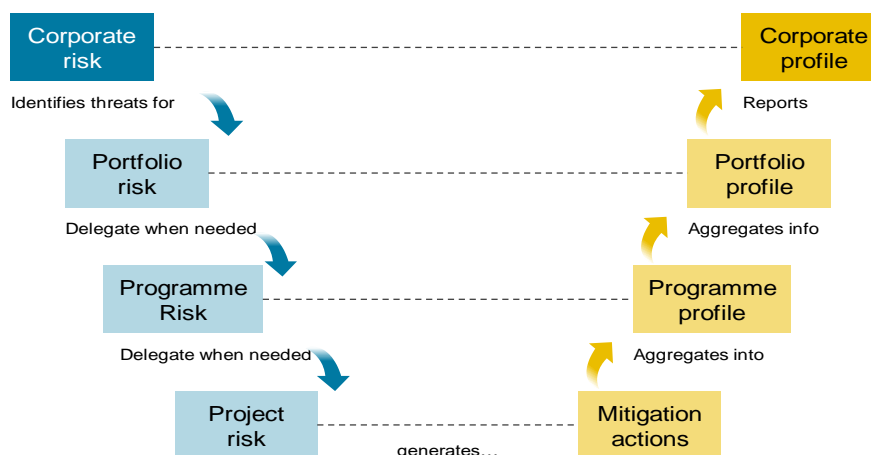 Corporate
risk
Corporate
profile
Identifies threats for
Reports
Portfolio
risk
Portfolio
profile
Delegate when needed
Aggregates info
Programme
Risk
Programme
profile
Delegate when needed
Aggregates into
Project
risk
Mitigation
actions
generates…